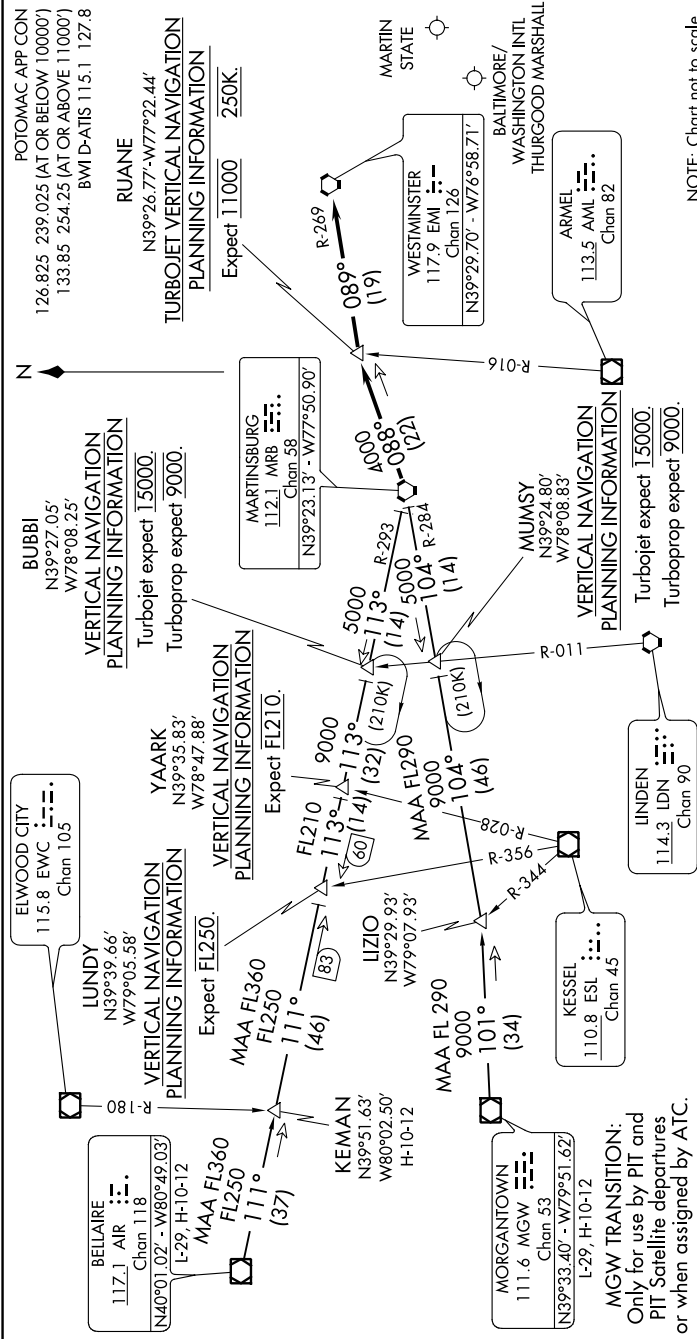 POTOMAC APP CON
126.825 239.025 (AT OR BELOW 10000')
133.85 254.25 (AT OR ABOVE 11000')
BWI D-ATIS 115.1 127.8
RUANE
N39°26.77'-W77°22.44'
TURBOJET VERTICAL NAVIGATION
PLANNING INFORMATION
Expect 11000 250K.
MARTIN
STATE
BALTIMORE/
WASHINGTON INTL
THURGOOD MARSHALL
N
R-269
089°
(19)
WESTMINSTER
117.9 EMI
Chan 126
N39°29.70' - W76°58.71'
ARMEL
113.5 AML
Chan 82
R-016
NOTE: Chart not to scale
MARTINSBURG
112.1 MRB
Chan 58
N39°23.13' - W77°50.90'
4000
088°
(22)
BUBBI
N39°27.05'
W78°08.25'
VERTICAL NAVIGATION
PLANNING INFORMATION
Turbojet expect 15000.
Turboprop expect 9000.
R-293
R-284
5000
113°
(14)
5000
104°
(14)
MUMSY
N39°24.80'
W78°08.83'
VERTICAL NAVIGATION
PLANNING INFORMATION
Turbojet expect 15000.
Turboprop expect 9000.
R-011
(210K)
(210K)
LINDEN
114.3 LDN
Chan 90
YAARK
N39°35.83'
W78°47.88'
VERTICAL NAVIGATION
PLANNING INFORMATION
Expect FL210.
9000
113°
(32)
MAA FL290
9000
104°
(46)
ELWOOD CITY
115.8 EWC
Chan 105
LUNDY
N39°39.66'
W79°05.58'
VERTICAL NAVIGATION
PLANNING INFORMATION
Expect FL250.
FL210
113°
(14)
60
R-028
R-356
R-344
KESSEL
110.8 ESL
Chan 45
LIZIO
N39°29.93'
W79°07.93'
MAA FL360
FL250
111°
(46)
83
R-180
KEMAN
N39°51.63'
W80°02.50'
H-10-12
MAA FL 290
9000
101°
(34)
BELLAIRE
117.1 AIR
Chan 118
N40°01.02' - W80°49.03'
L-29, H-10-12
MAA FL360
FL250
111°
(37)
MORGANTOWN
111.6 MGW
Chan 53
N39°33.40' - W79°51.62'
L-29, H-10-12
MGW TRANSITION:
Only for use by PIT and
PIT Satellite departures
or when assigned by ATC.